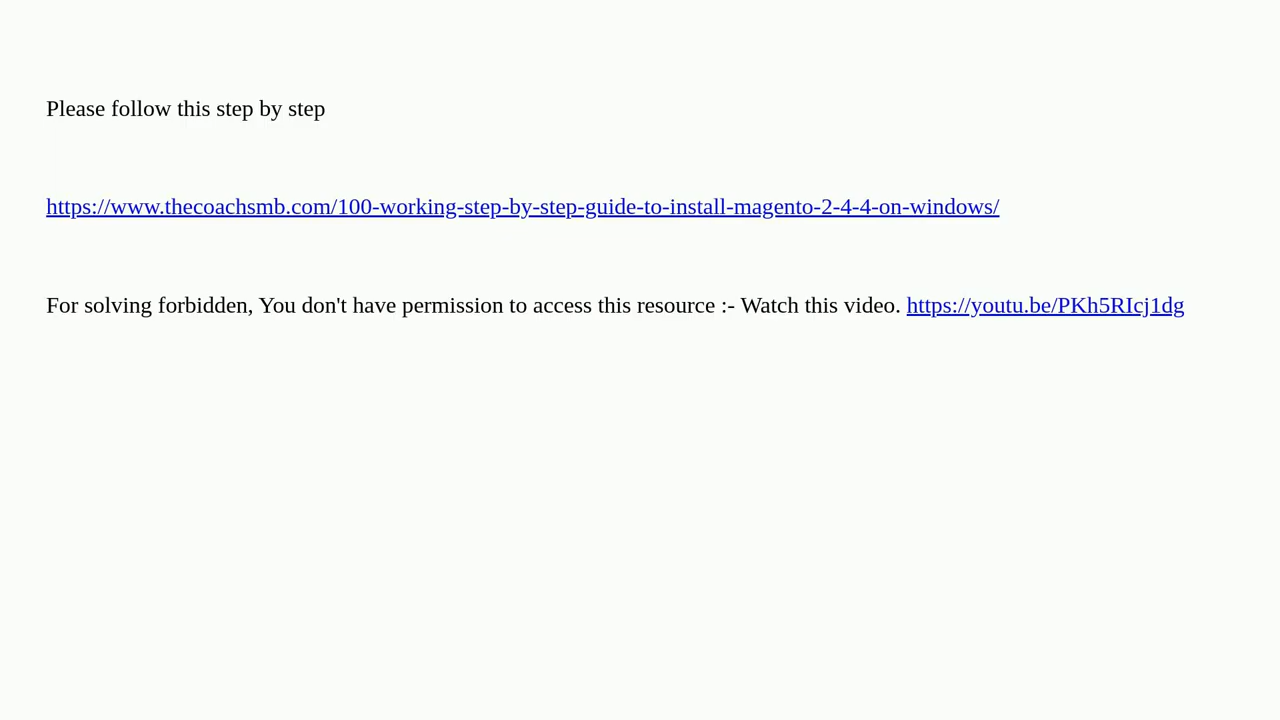 Please follow this step by step
https://www.thecoachsmb.com/100-working-step-by-step-guide-to-install-magento-2-4-4-on-windows/
For solving forbidden, You don't have permission to access this resource :- Watch this video. https://youtu.be/PKh5RIcj1dg